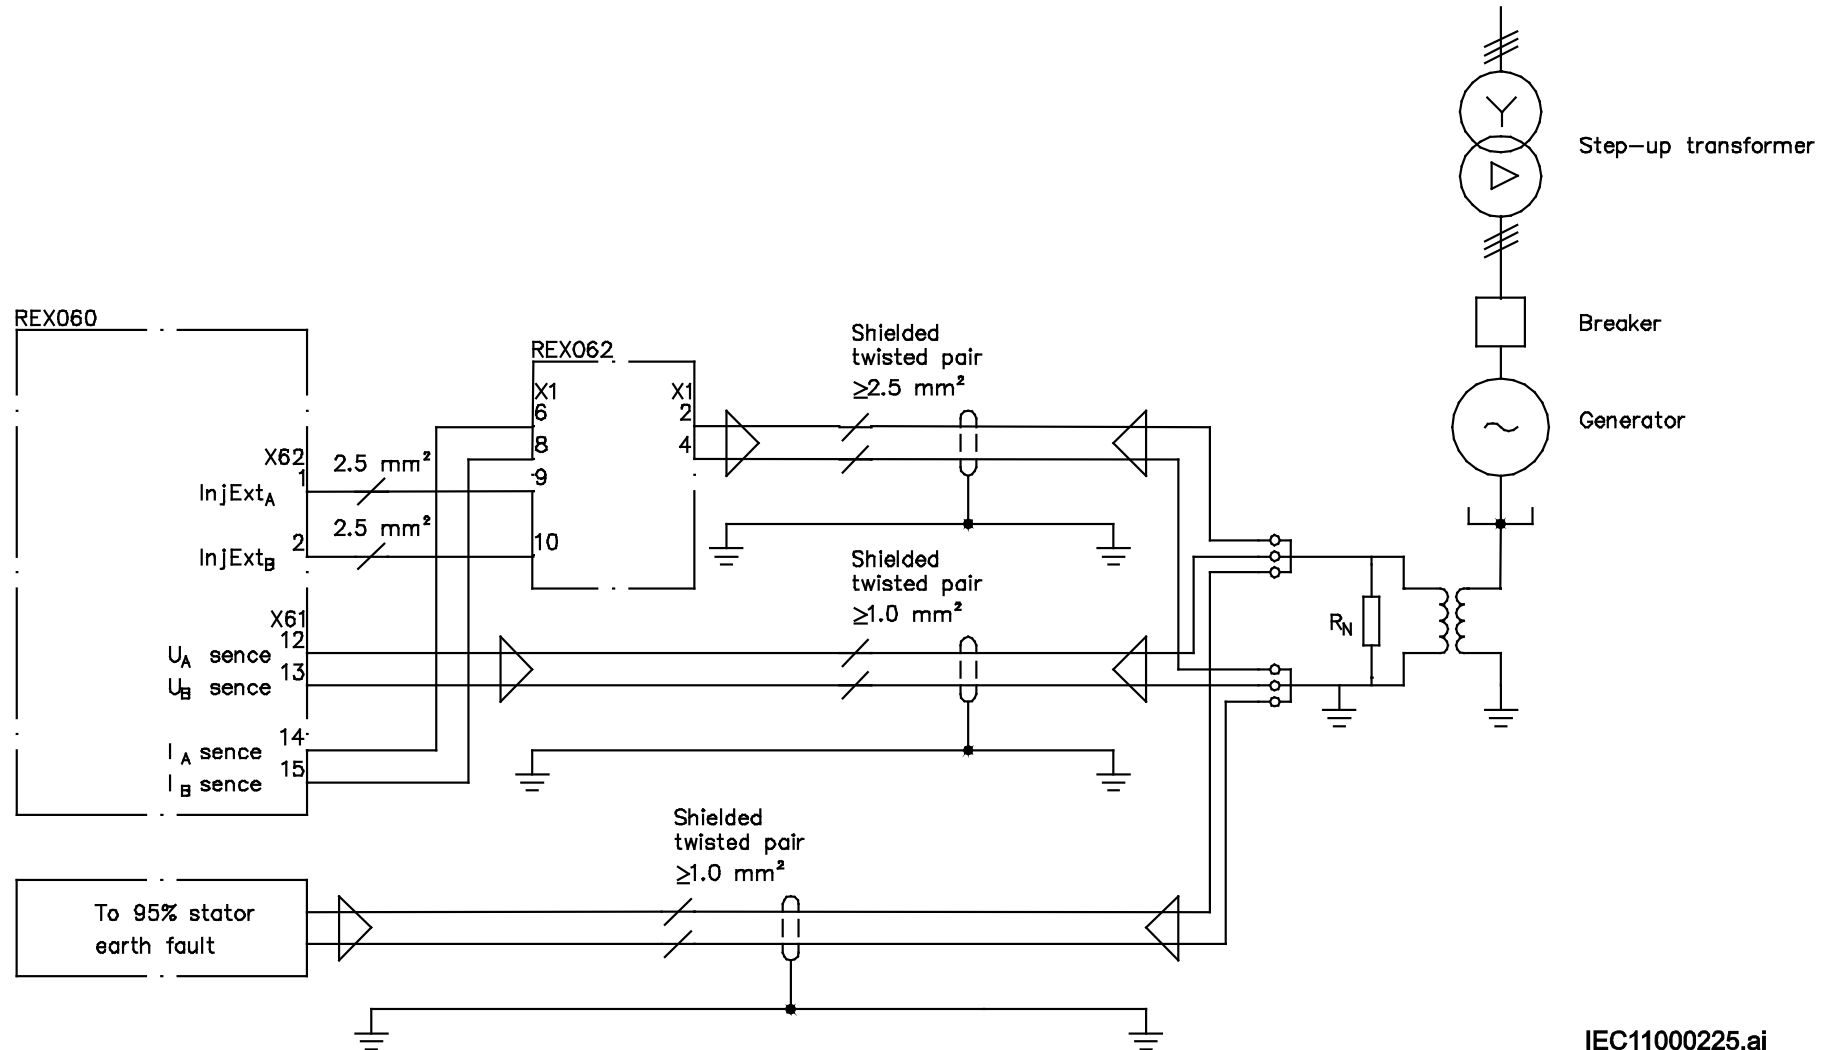 Step-up transformer
REX060
Breaker
Shielded
twisted pair
≥2.5 mm²
REX062
X1
X1
6
2
Generator
8
4
X62
2.5 mm²
1
9
InjExtA
2.5 mm²
2
10
InjExtB
Shielded
twisted pair
≥1.0 mm²
X61
12
RN
UA sence
13
UB sence
14
IA sence
15
IB sence
Shielded
twisted pair
≥1.0 mm²
To 95% stator
earth fault
IEC11000225.ai